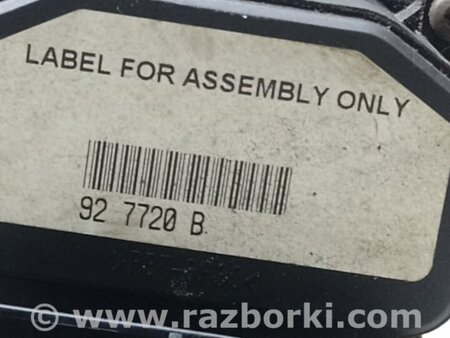 LABEL FOR ASSEMBLY ONLY
92 7720 B
www.razborki.com